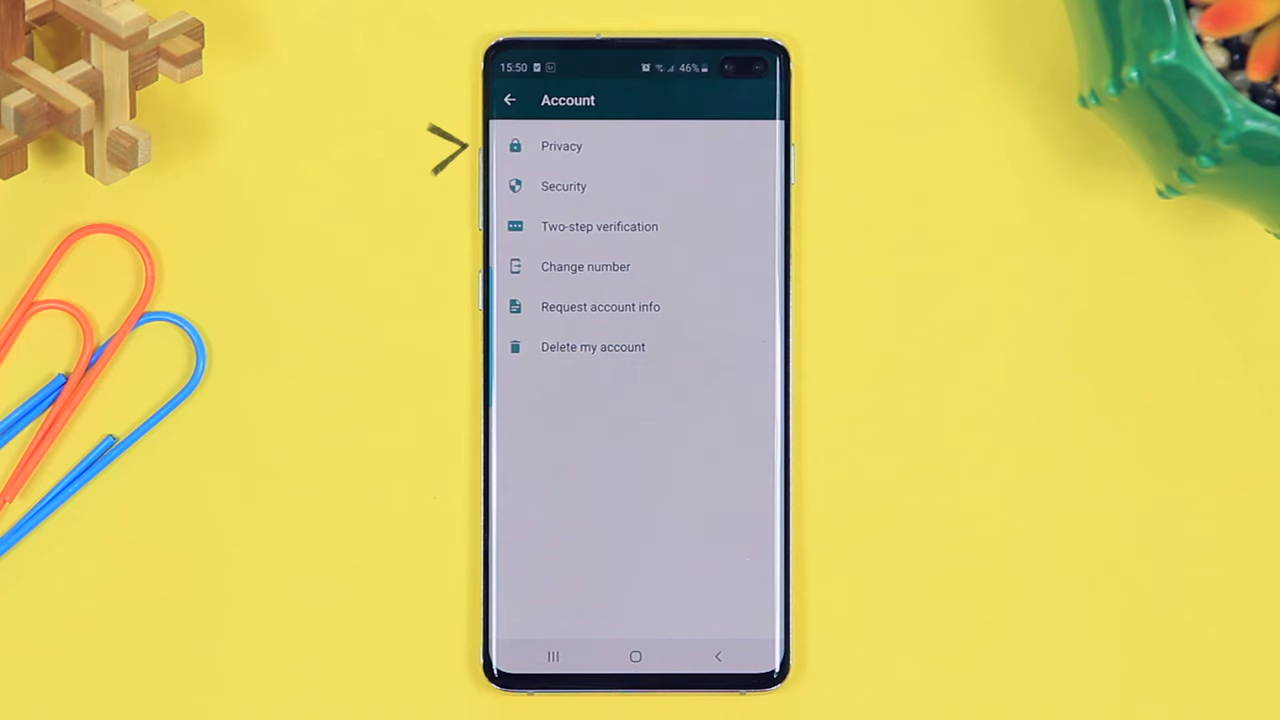 15:50 46%
Account
Privacy
Security
Two-step verification
Change number
Request account info
Delete my account